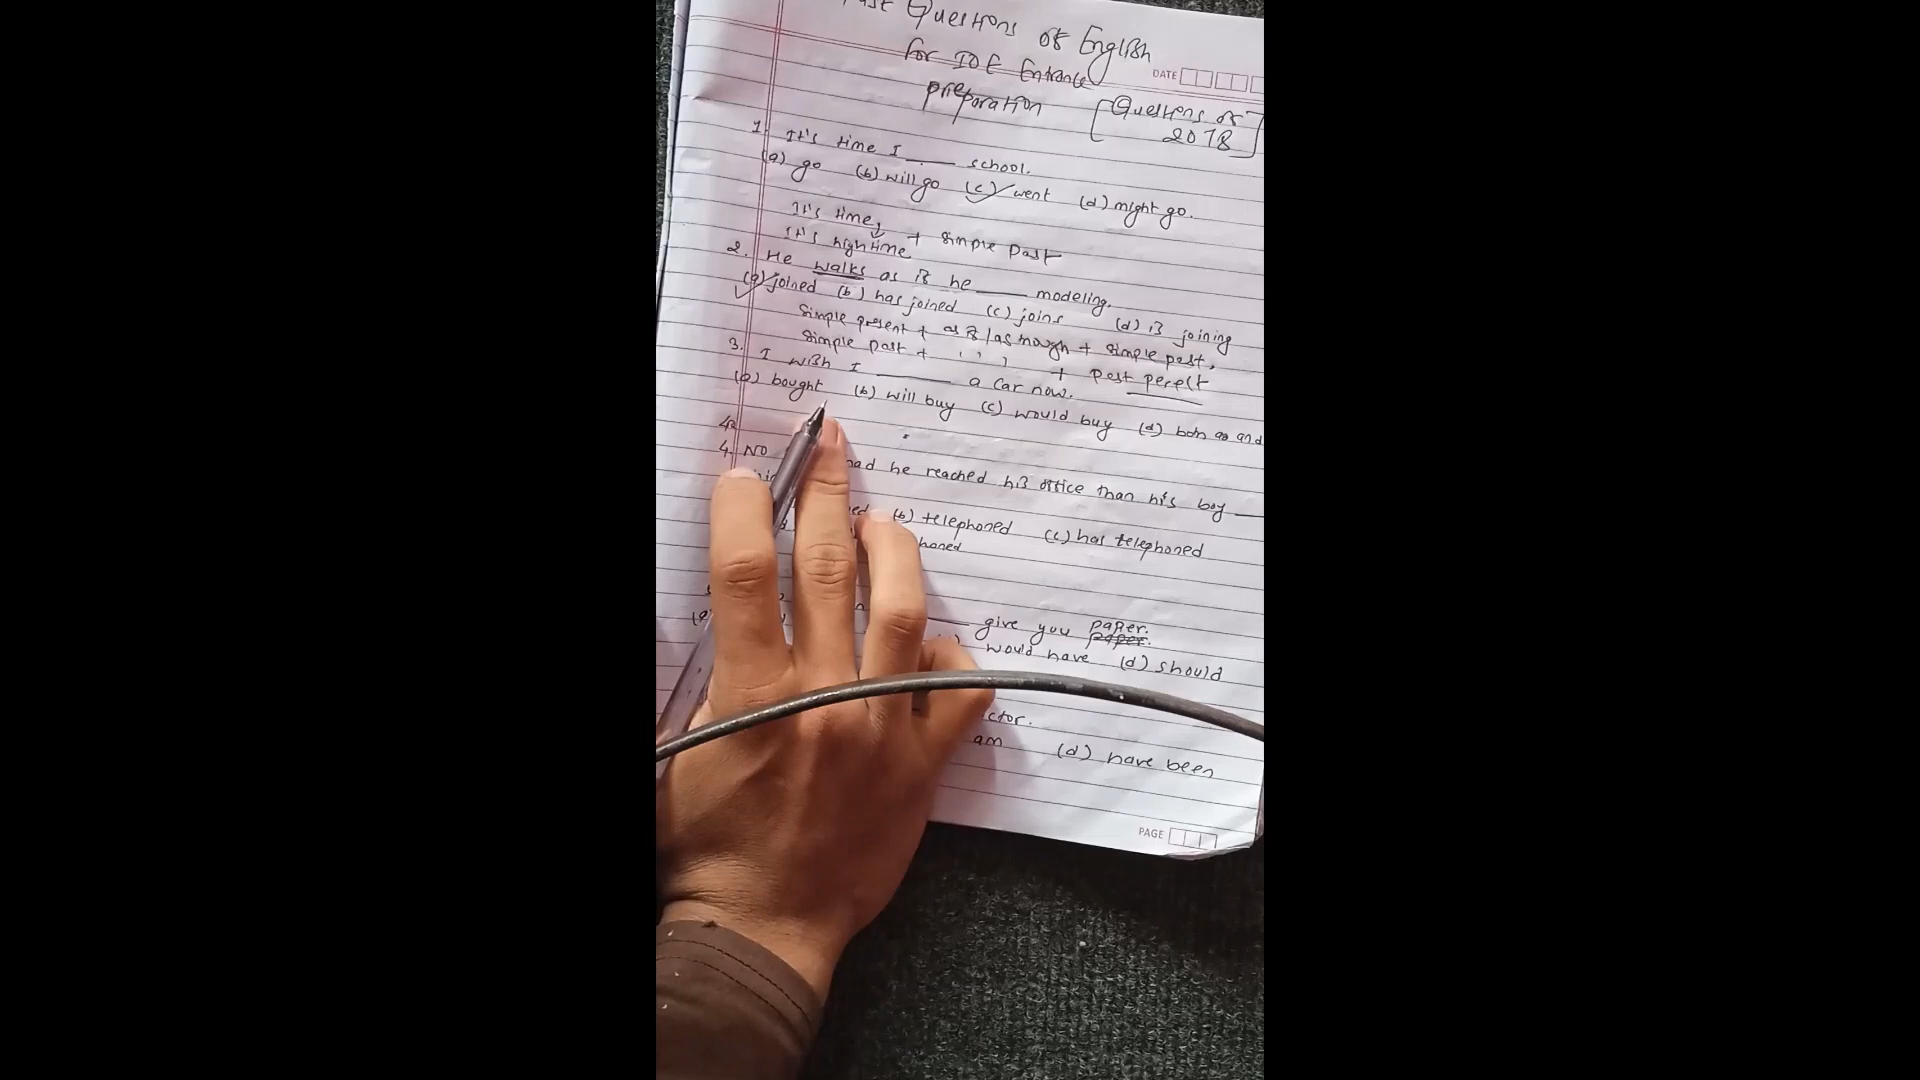 Questions of English
For IOE Entrance
preparation [Questions of 2018]
DATE
1. It's time I ____ school.
(a) go (b) will go (c) went (d) might go.
It's time,
It's high time + simple past
2. He walks as if he ____ modeling.
(a) joined (b) has joined (c) joins (d) is joining
simple present + as if / as though + simple past,
simple past + , , , + past perfect
3. I wish I ____ a car now.
(a) bought (b) will buy (c) would buy (d) both a and
4. No had he reached his office than his boy ____
(b) telephoned (c) has telephoned
____ give you paper.
would have (d) should
am (d) have been
PAGE